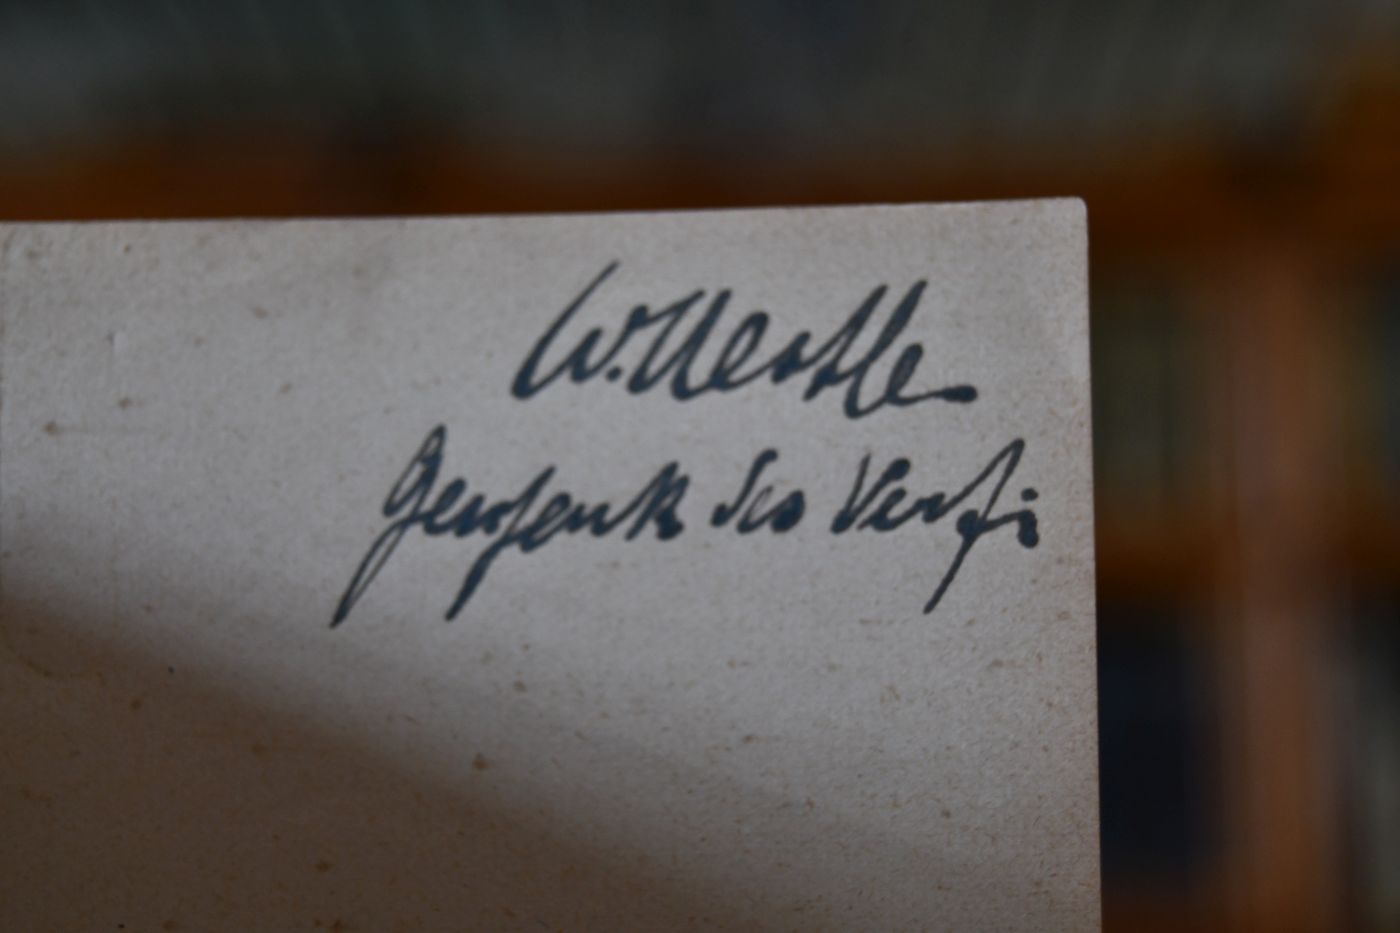 W. Nestle
Geschenk des Verf.